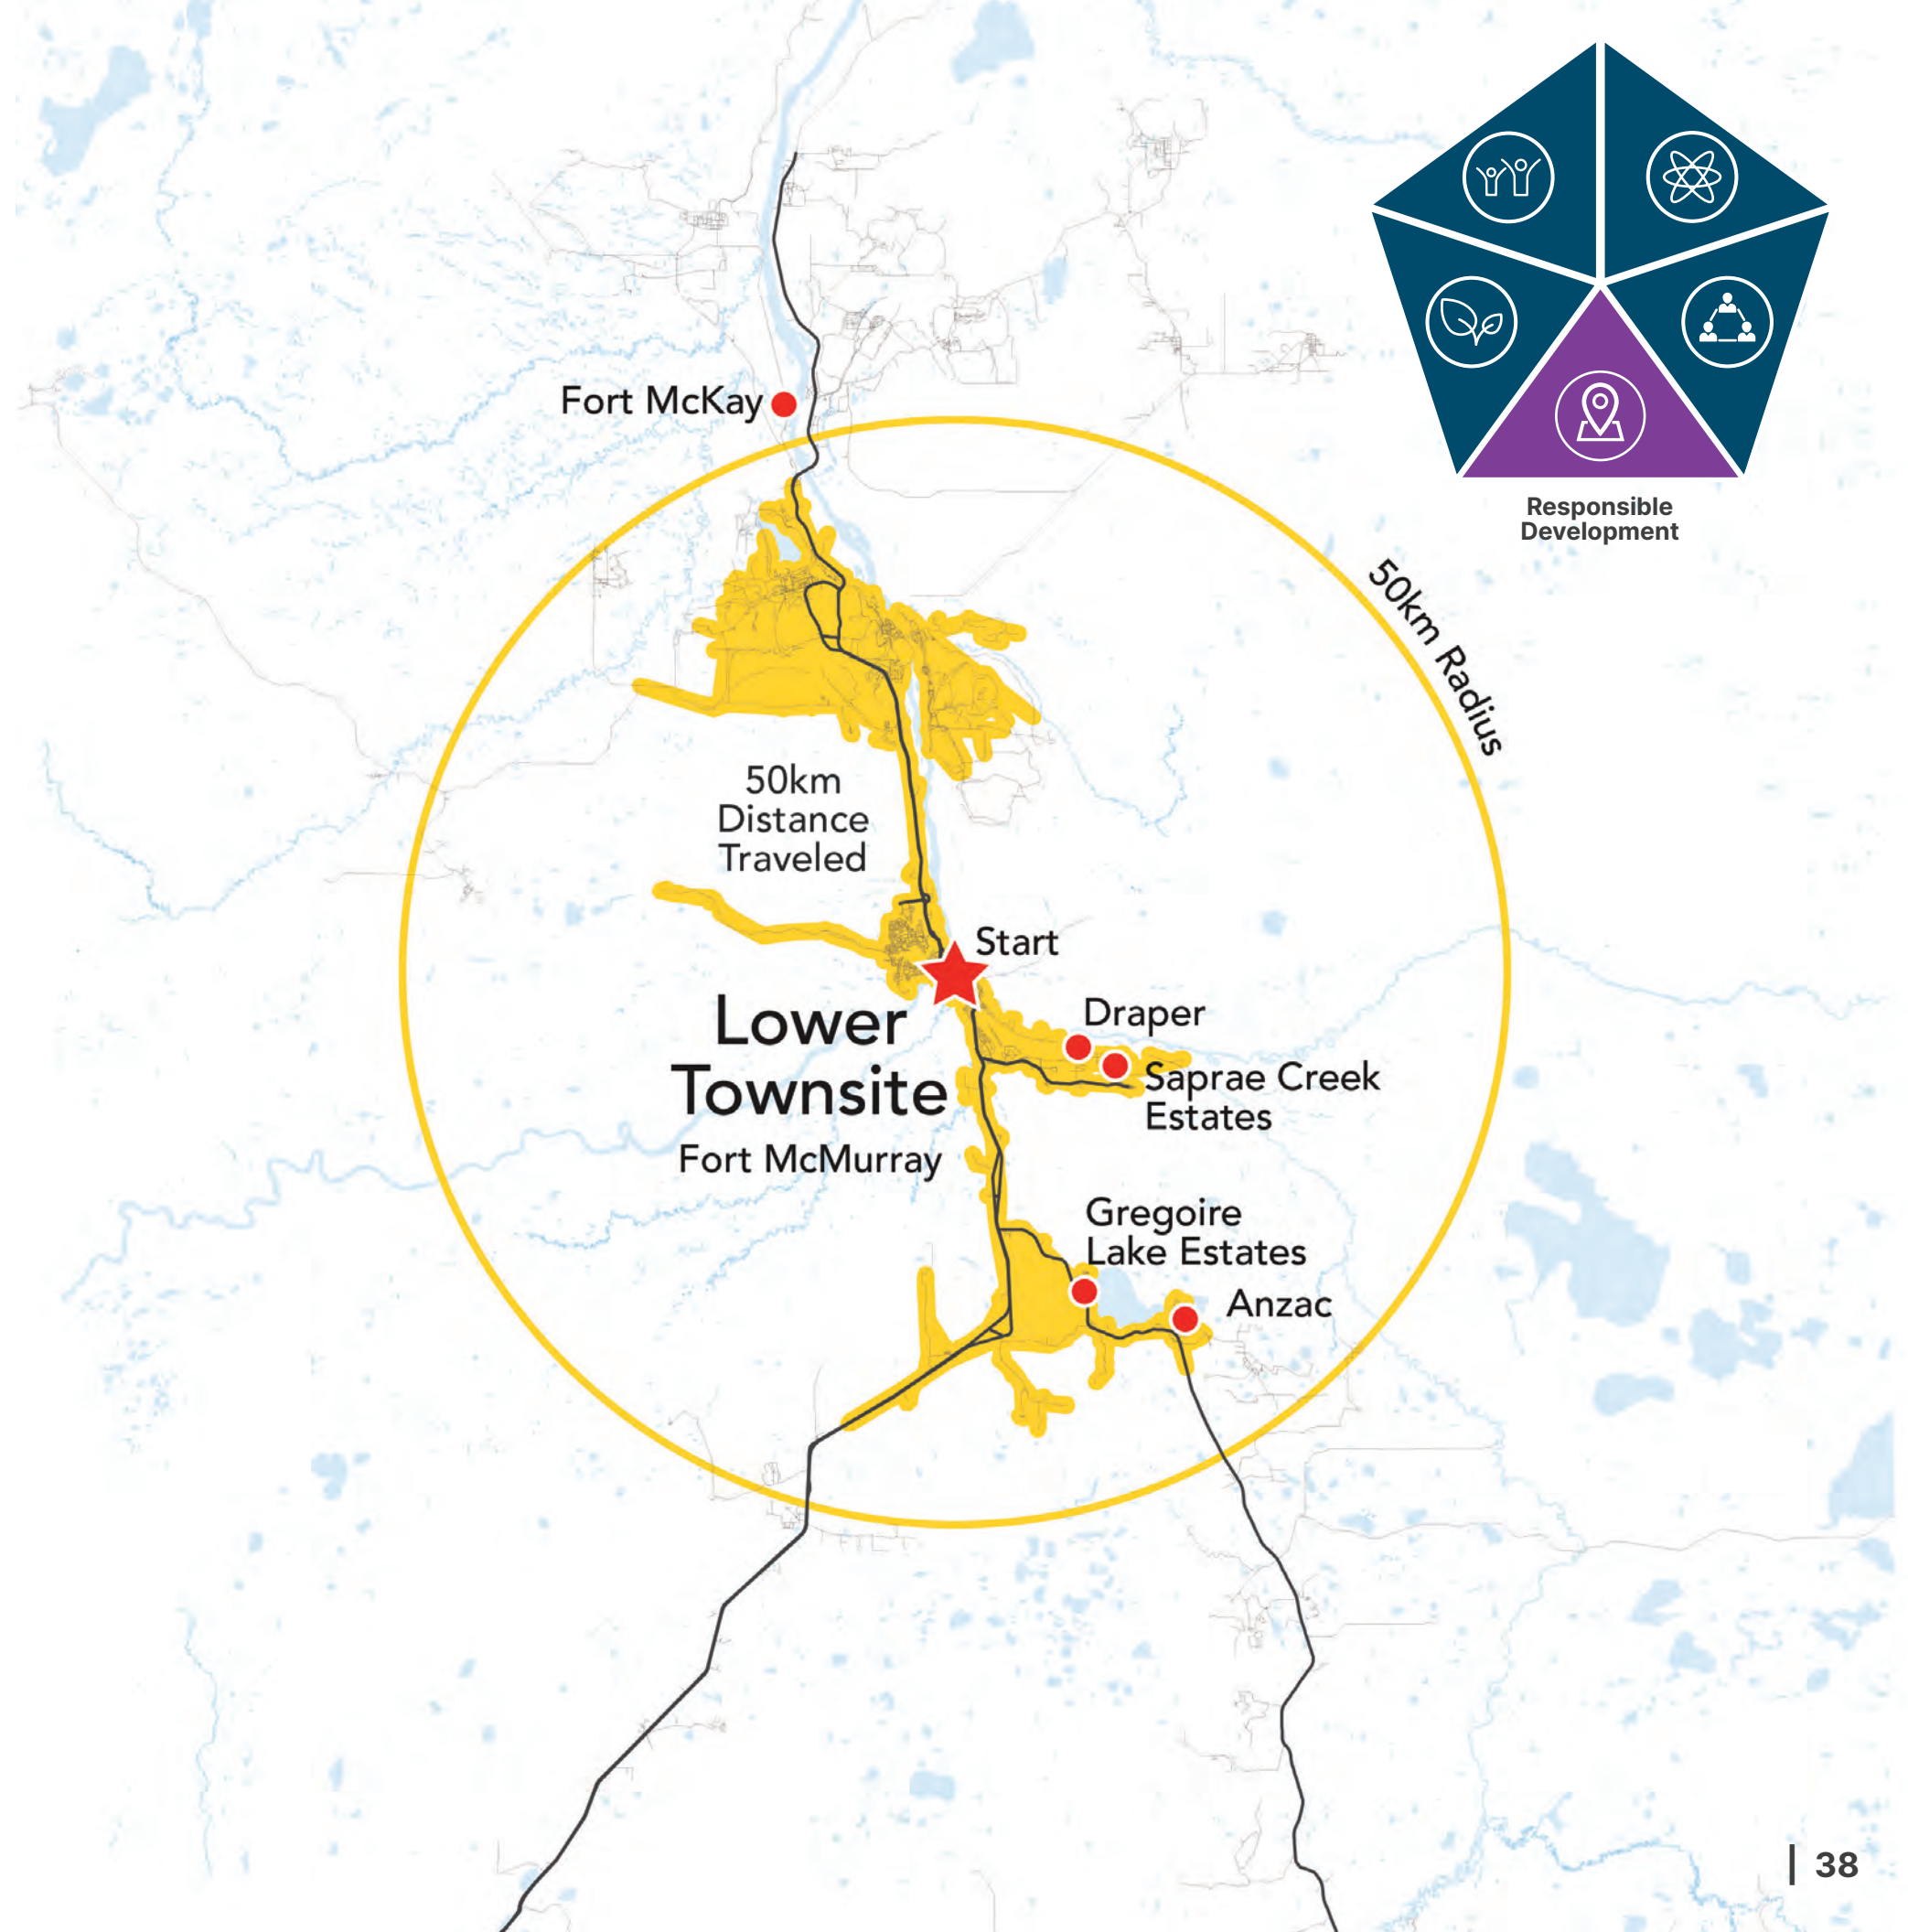 Responsible
Development
Fort McKay
50km Radius
50km
Distance
Traveled
Start
Lower
Townsite
Fort McMurray
Draper
Saprae Creek
Estates
Gregoire
Lake Estates
Anzac
| 38